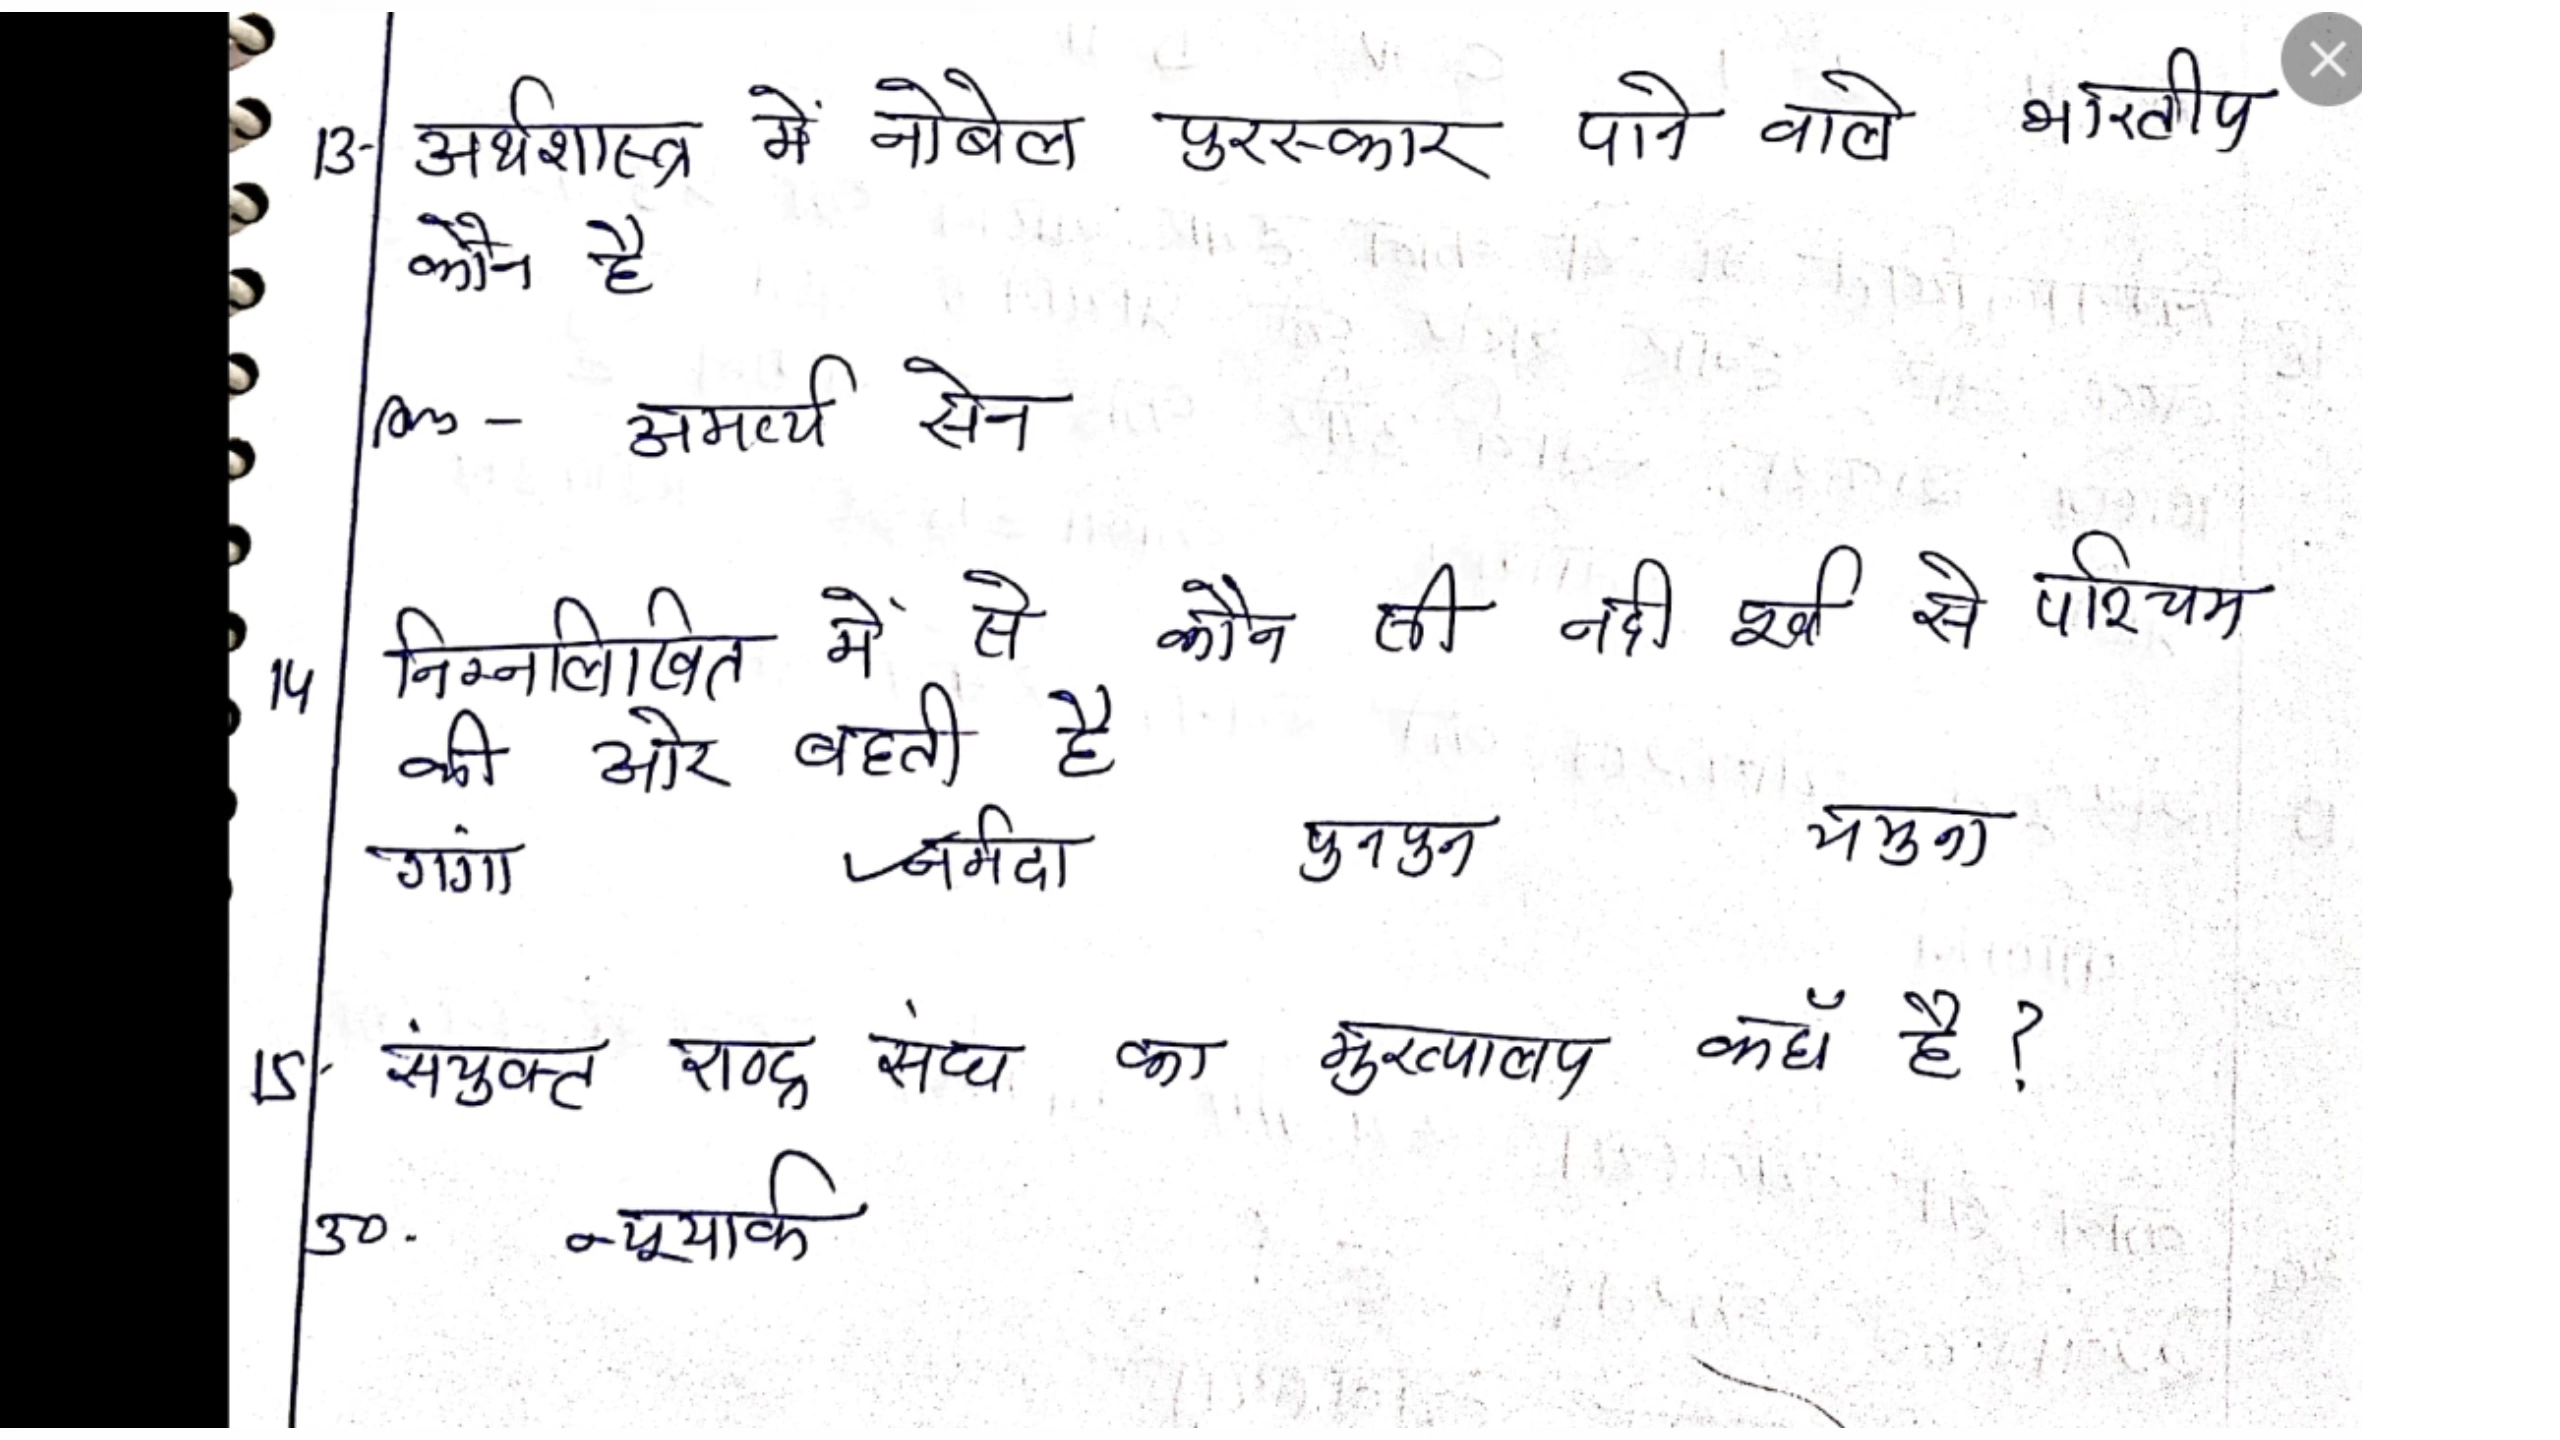 13- अर्थशास्त्र में नोबेल पुरस्कार पाने वाले भारतीय
कौन है
Ans - अमर्त्य सेन
14 निम्नलिखित में से कौन सी नदी पूर्व से पश्चिम
की ओर बहती है
गंगा नर्मदा पुनपुन यमुना
15- संयुक्त राष्ट्र संघ का मुख्यालय कहाँ है ?
उ०. न्यूयार्क